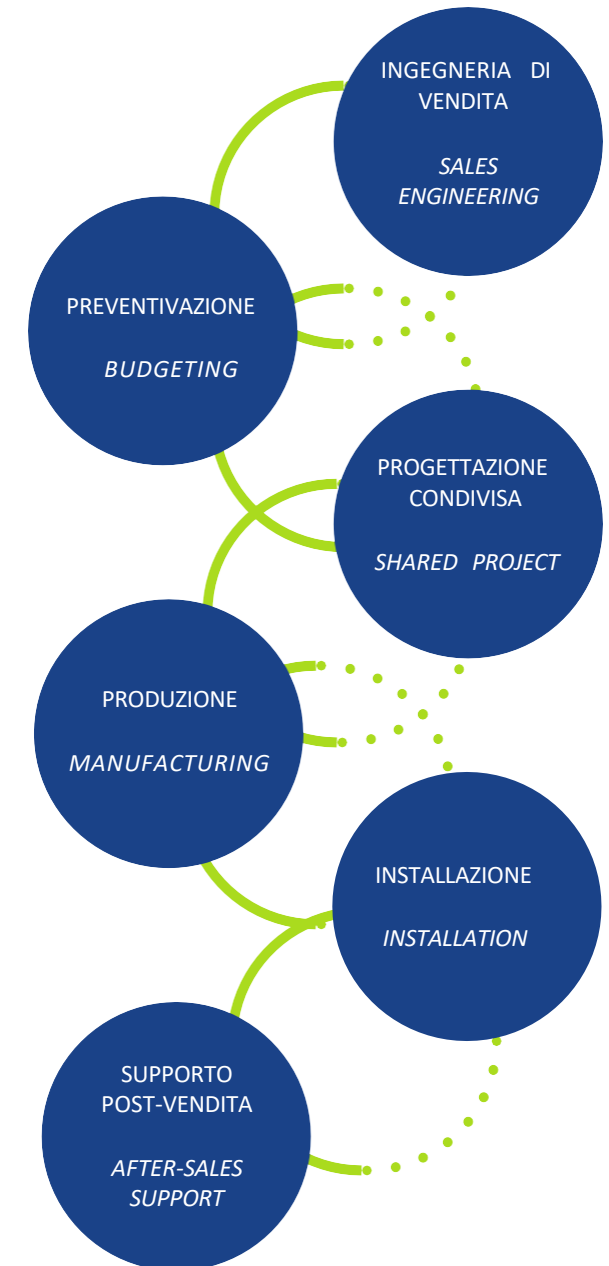 INGEGNERIA DI
VENDITA
SALES
ENGINEERING
PREVENTIVAZIONE
BUDGETING
PROGETTAZIONE
CONDIVISA
SHARED PROJECT
PRODUZIONE
MANUFACTURING
INSTALLAZIONE
INSTALLATION
SUPPORTO
POST-VENDITA
AFTER-SALES
SUPPORT